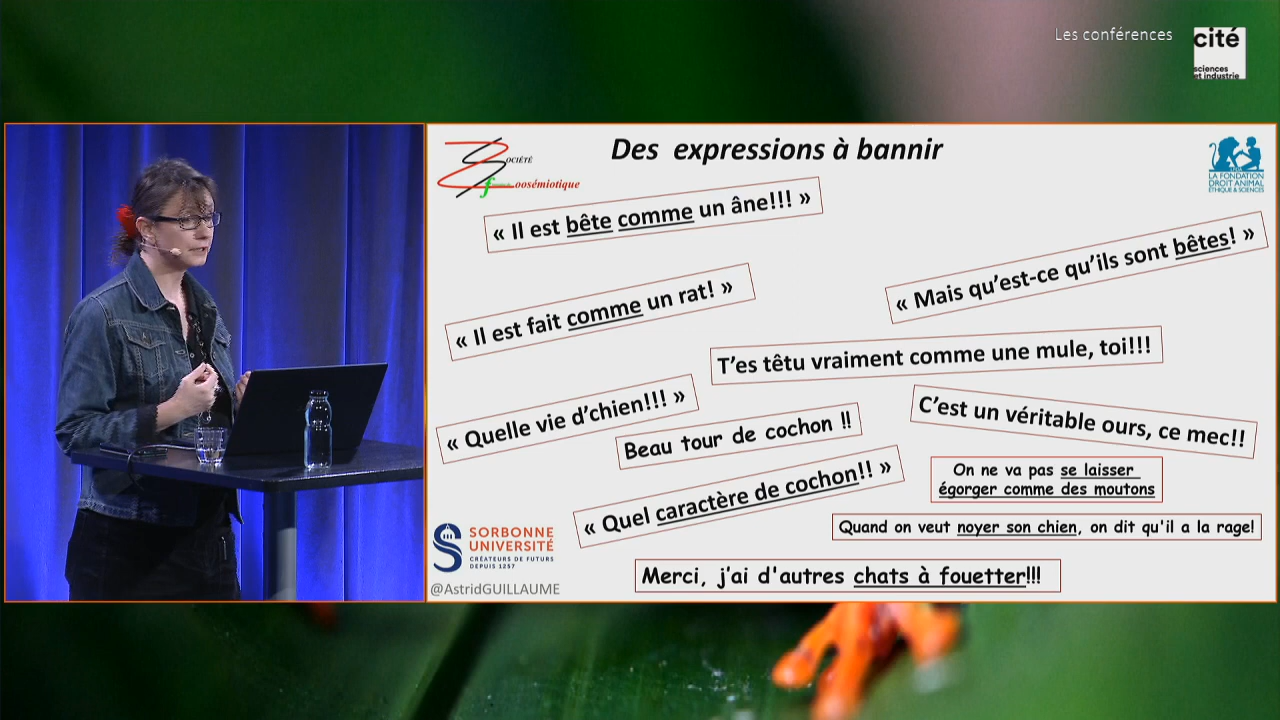 Les conférences
cité
sciences
et industrie
Des expressions à bannir
OCIÉTÉ
oosémiotique
LA FONDATION
DROIT ANIMAL
ÉTHIQUE & SCIENCES
« Il est bête comme un âne!!! »
« Mais qu’est-ce qu’ils sont bêtes! »
« Il est fait comme un rat! »
T’es têtu vraiment comme une mule, toi!!!
« Quelle vie d’chien!!! »
Beau tour de cochon !!
C’est un véritable ours, ce mec!!
« Quel caractère de cochon!! »
On ne va pas se laisser
égorger comme des moutons
Quand on veut noyer son chien, on dit qu'il a la rage!
Merci, j’ai d'autres chats à fouetter!!!
SORBONNE
UNIVERSITÉ
CRÉATEURS DE FUTURS
DEPUIS 1257
@AstridGUILLAUME